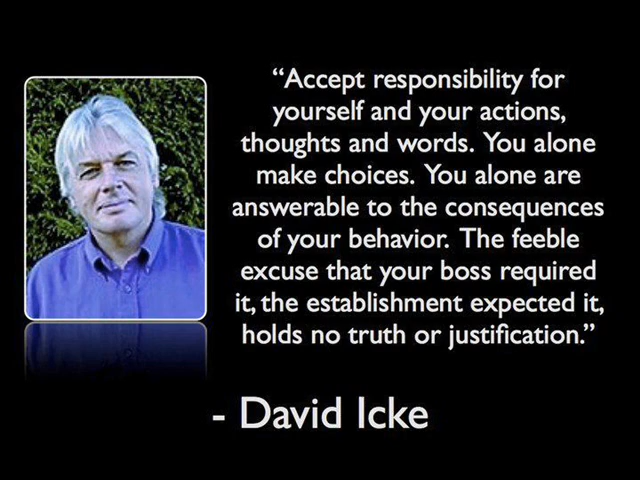 “Accept responsibility for
yourself and your actions,
thoughts and words. You alone
make choices. You alone are
answerable to the consequences
of your behavior. The feeble
excuse that your boss required
it, the establishment expected it,
holds no truth or justification.”
- David Icke